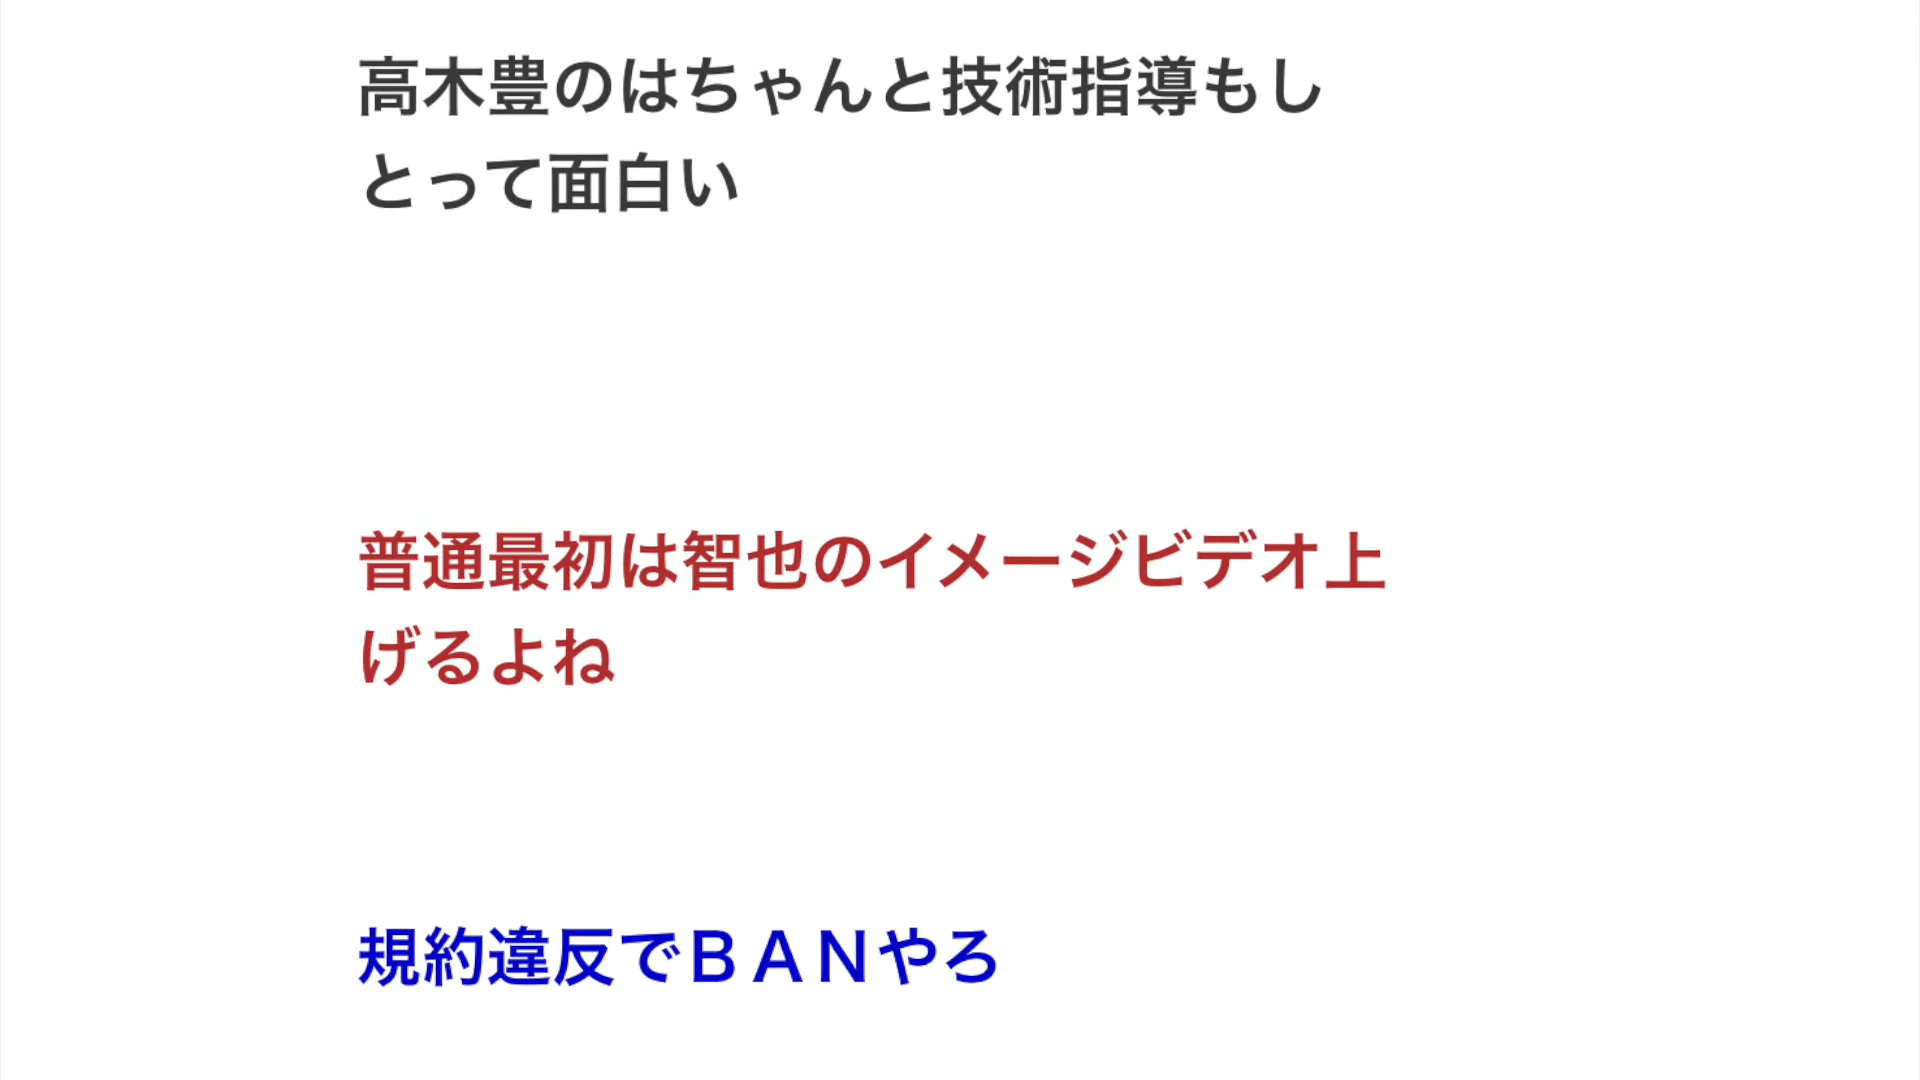 高木豊のはちゃんと技術指導もし
とって面白い
普通最初は智也のイメージビデオ上
げるよね
規約違反でＢＡＮやろ